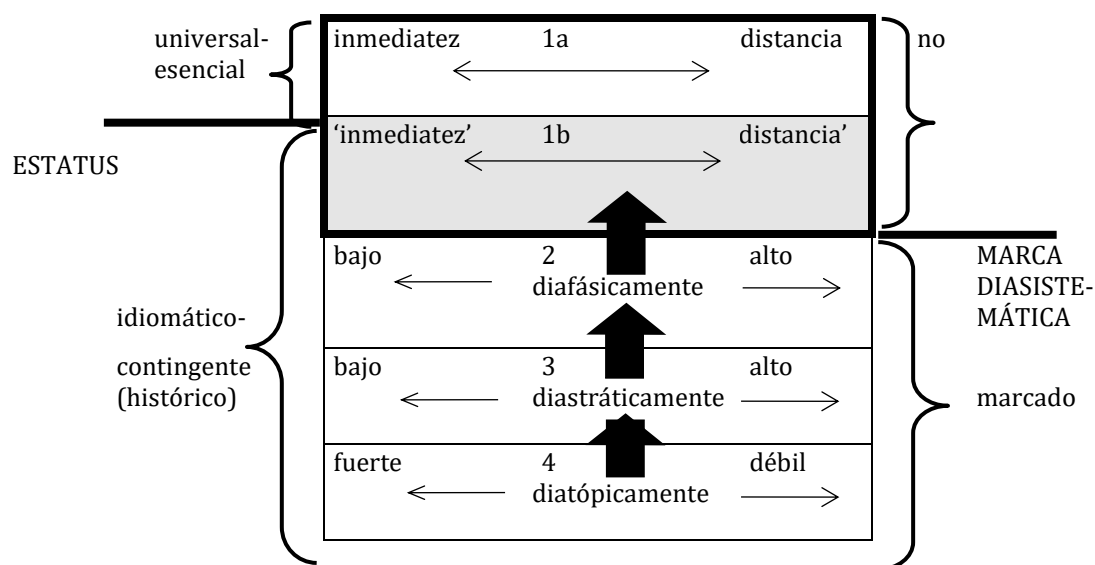 universal-
esencial
inmediatez 1a distancia
no
‘inmediatez’ 1b distancia’
ESTATUS
bajo 2 alto
diafásicamente
MARCA
DIASISTE-
MÁTICA
idiomático-
contingente
(histórico)
bajo 3 alto
diastráticamente
marcado
fuerte 4 débil
diatópicamente